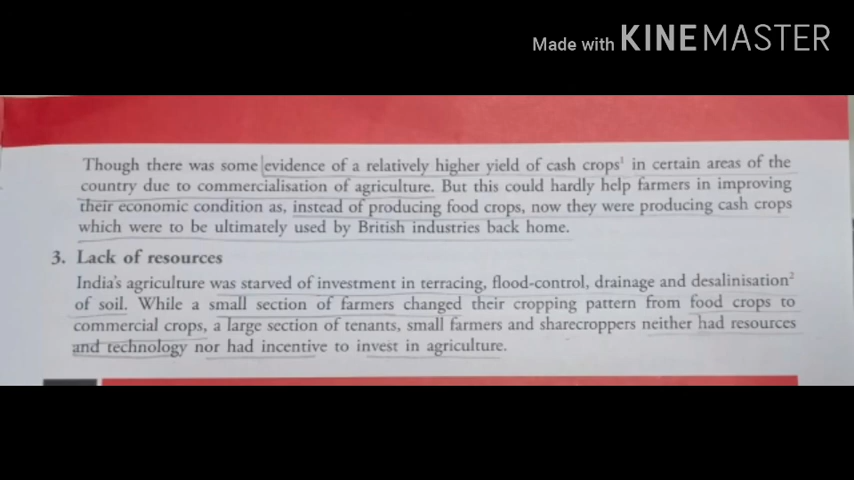 Made with KINEMASTER
Though there was some evidence of a relatively higher yield of cash crops¹ in certain areas of the
country due to commercialisation of agriculture. But this could hardly help farmers in improving
their economic condition as, instead of producing food crops, now they were producing cash crops
which were to be ultimately used by British industries back home.
3. Lack of resources
India's agriculture was starved of investment in terracing, flood-control, drainage and desalinisation²
of soil. While a small section of farmers changed their cropping pattern from food crops to
commercial crops, a large section of tenants, small farmers and sharecroppers neither had resources
and technology nor had incentive to invest in agriculture.